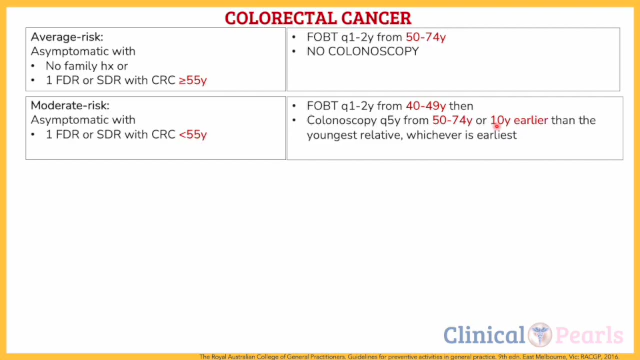 COLORECTAL CANCER
Average-risk:
Asymptomatic with
• No family hx or
• 1 FDR or SDR with CRC ≥55y
• FOBT q1-2y from 50-74y
• NO COLONOSCOPY
Moderate-risk:
Asymptomatic with
• 1 FDR or SDR with CRC <55y
• FOBT q1-2y from 40-49y then
• Colonoscopy q5y from 50-74y or 10y earlier than the
youngest relative, whichever is earliest
Clinical Pearls
The Royal Australian College of General Practitioners. Guidelines for preventive activities in general practice. 9th edn. East Melbourne, Vic: RACGP, 2016.